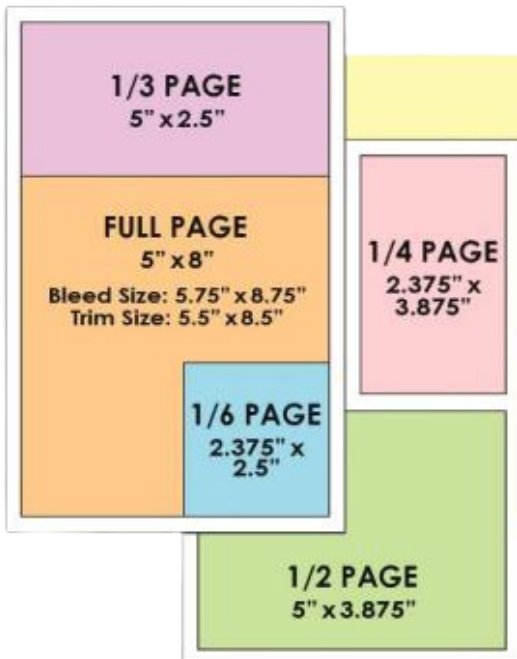 1/3 PAGE
5” x 2.5”
FULL PAGE
5” x 8”
Bleed Size: 5.75” x 8.75”
Trim Size: 5.5” x 8.5”
1/6 PAGE
2.375” x
2.5”
1/4 PAGE
2.375” x
3.875”
1/2 PAGE
5” x 3.875”